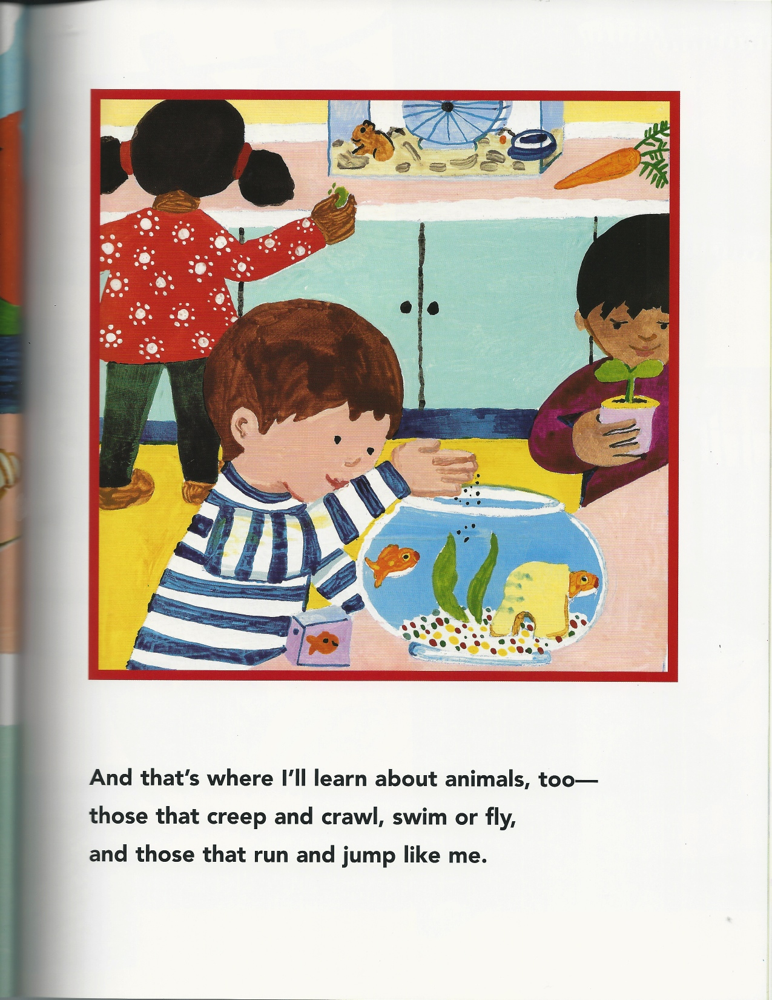 And that's where I'll learn about animals, too—
those that creep and crawl, swim or fly,
and those that run and jump like me.